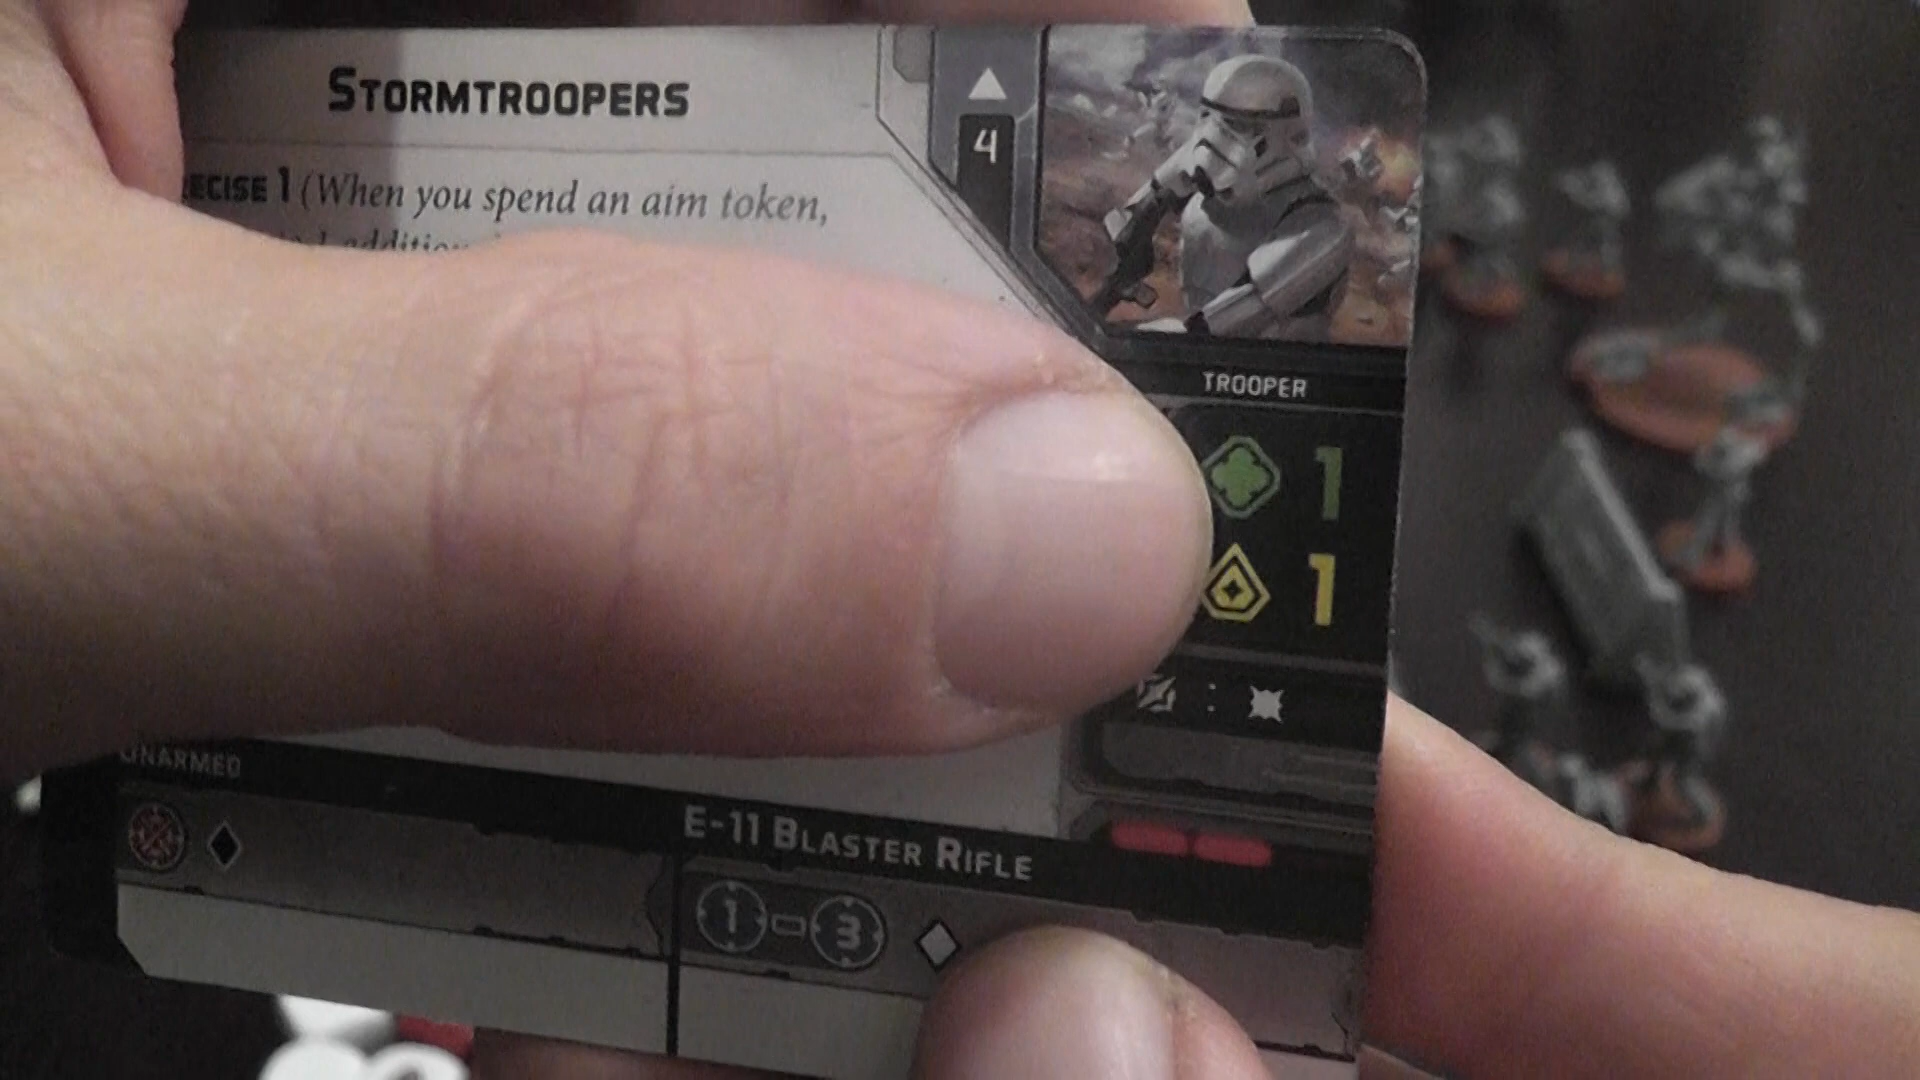 STORMTROOPERS
4
ECISE 1 (When you spend an aim token,
addition
TROOPER
1
1
:
UNARMED
E-11 BLASTER RIFLE
1 - 3